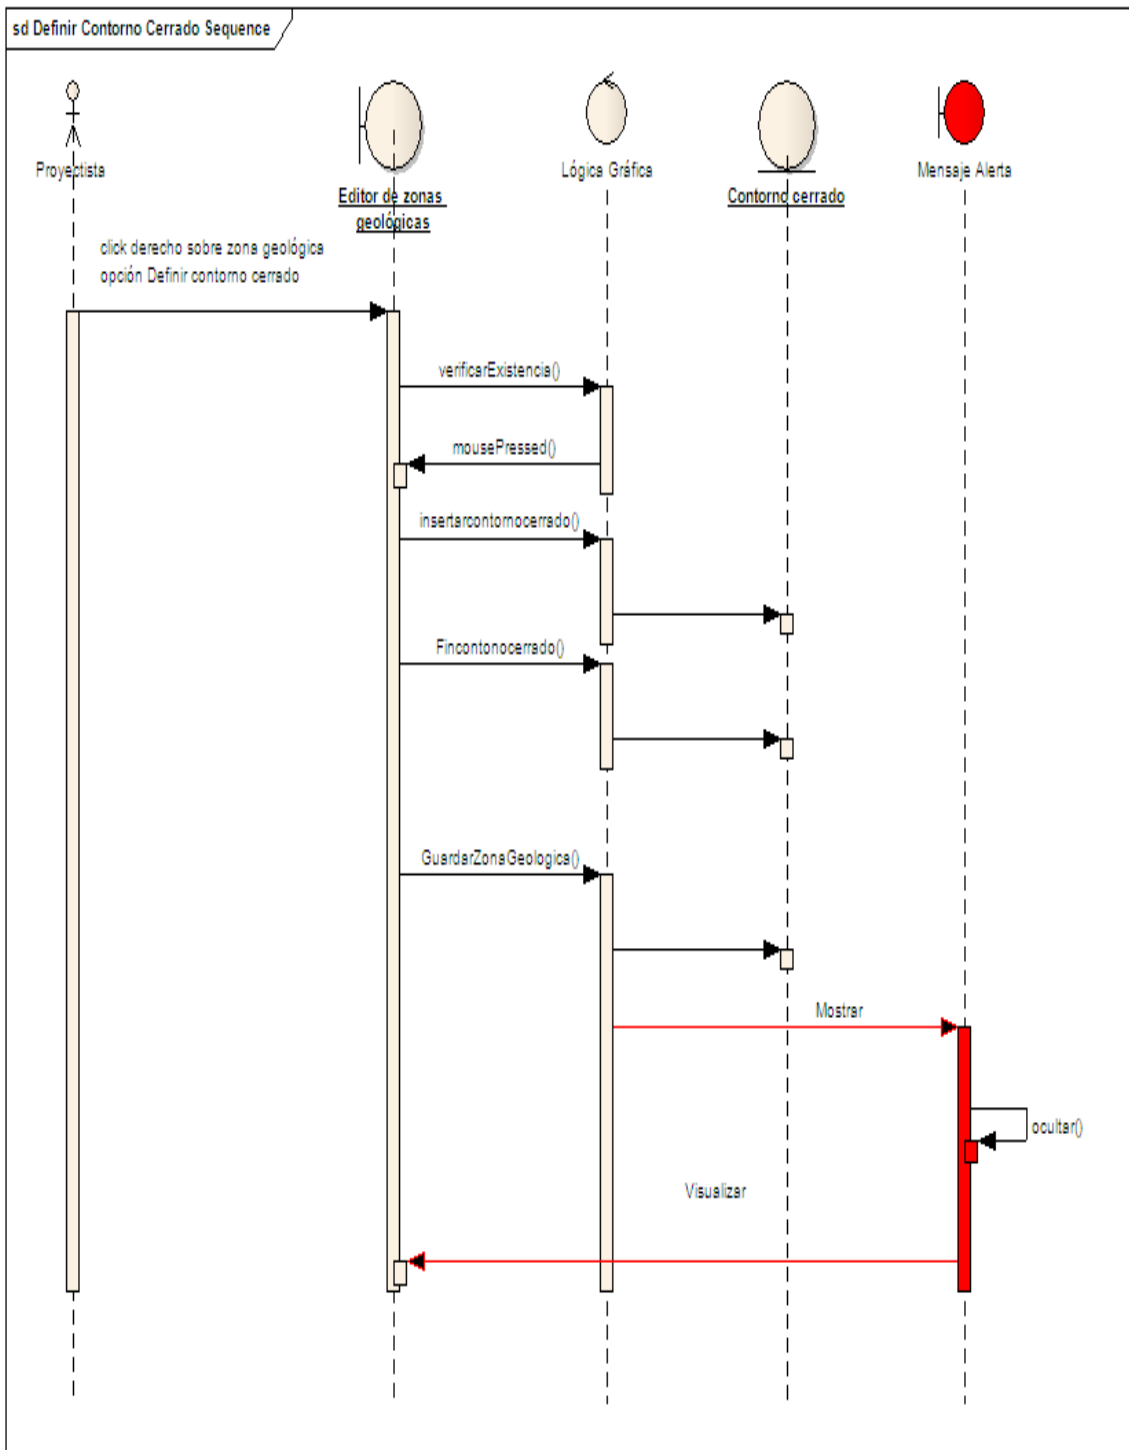 sd Definir Contorno Cerrado Sequence
Proyectista
Editor de zonas
geológicas
Lógica Gráfica
Contorno cerrado
Mensaje Alerta
click derecho sobre zona geológica
opción Definir contorno cerrado
verificarExistencia()
mousePressed()
insertarcontornocerrado()
Fincontonocerrado()
GuardarZonaGeologica()
Mostrar
ocultar()
Visualizar